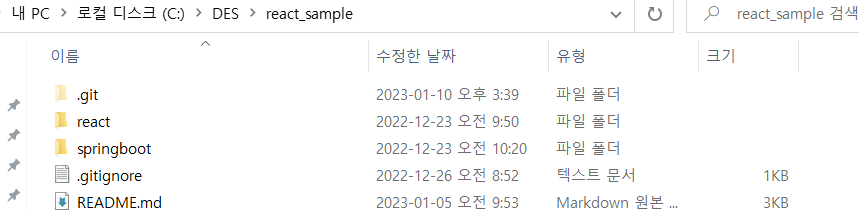 내 PC > 로컬 디스크 (C:) > DES > react_sample
react_sample 검색
이름 수정한 날짜 유형 크기
.git 2023-01-10 오후 3:39 파일 폴더
react 2022-12-23 오전 9:50 파일 폴더
springboot 2022-12-23 오전 10:20 파일 폴더
.gitignore 2022-12-26 오전 8:52 텍스트 문서 1KB
README.md 2023-01-05 오전 9:53 Markdown 원본 ... 3KB